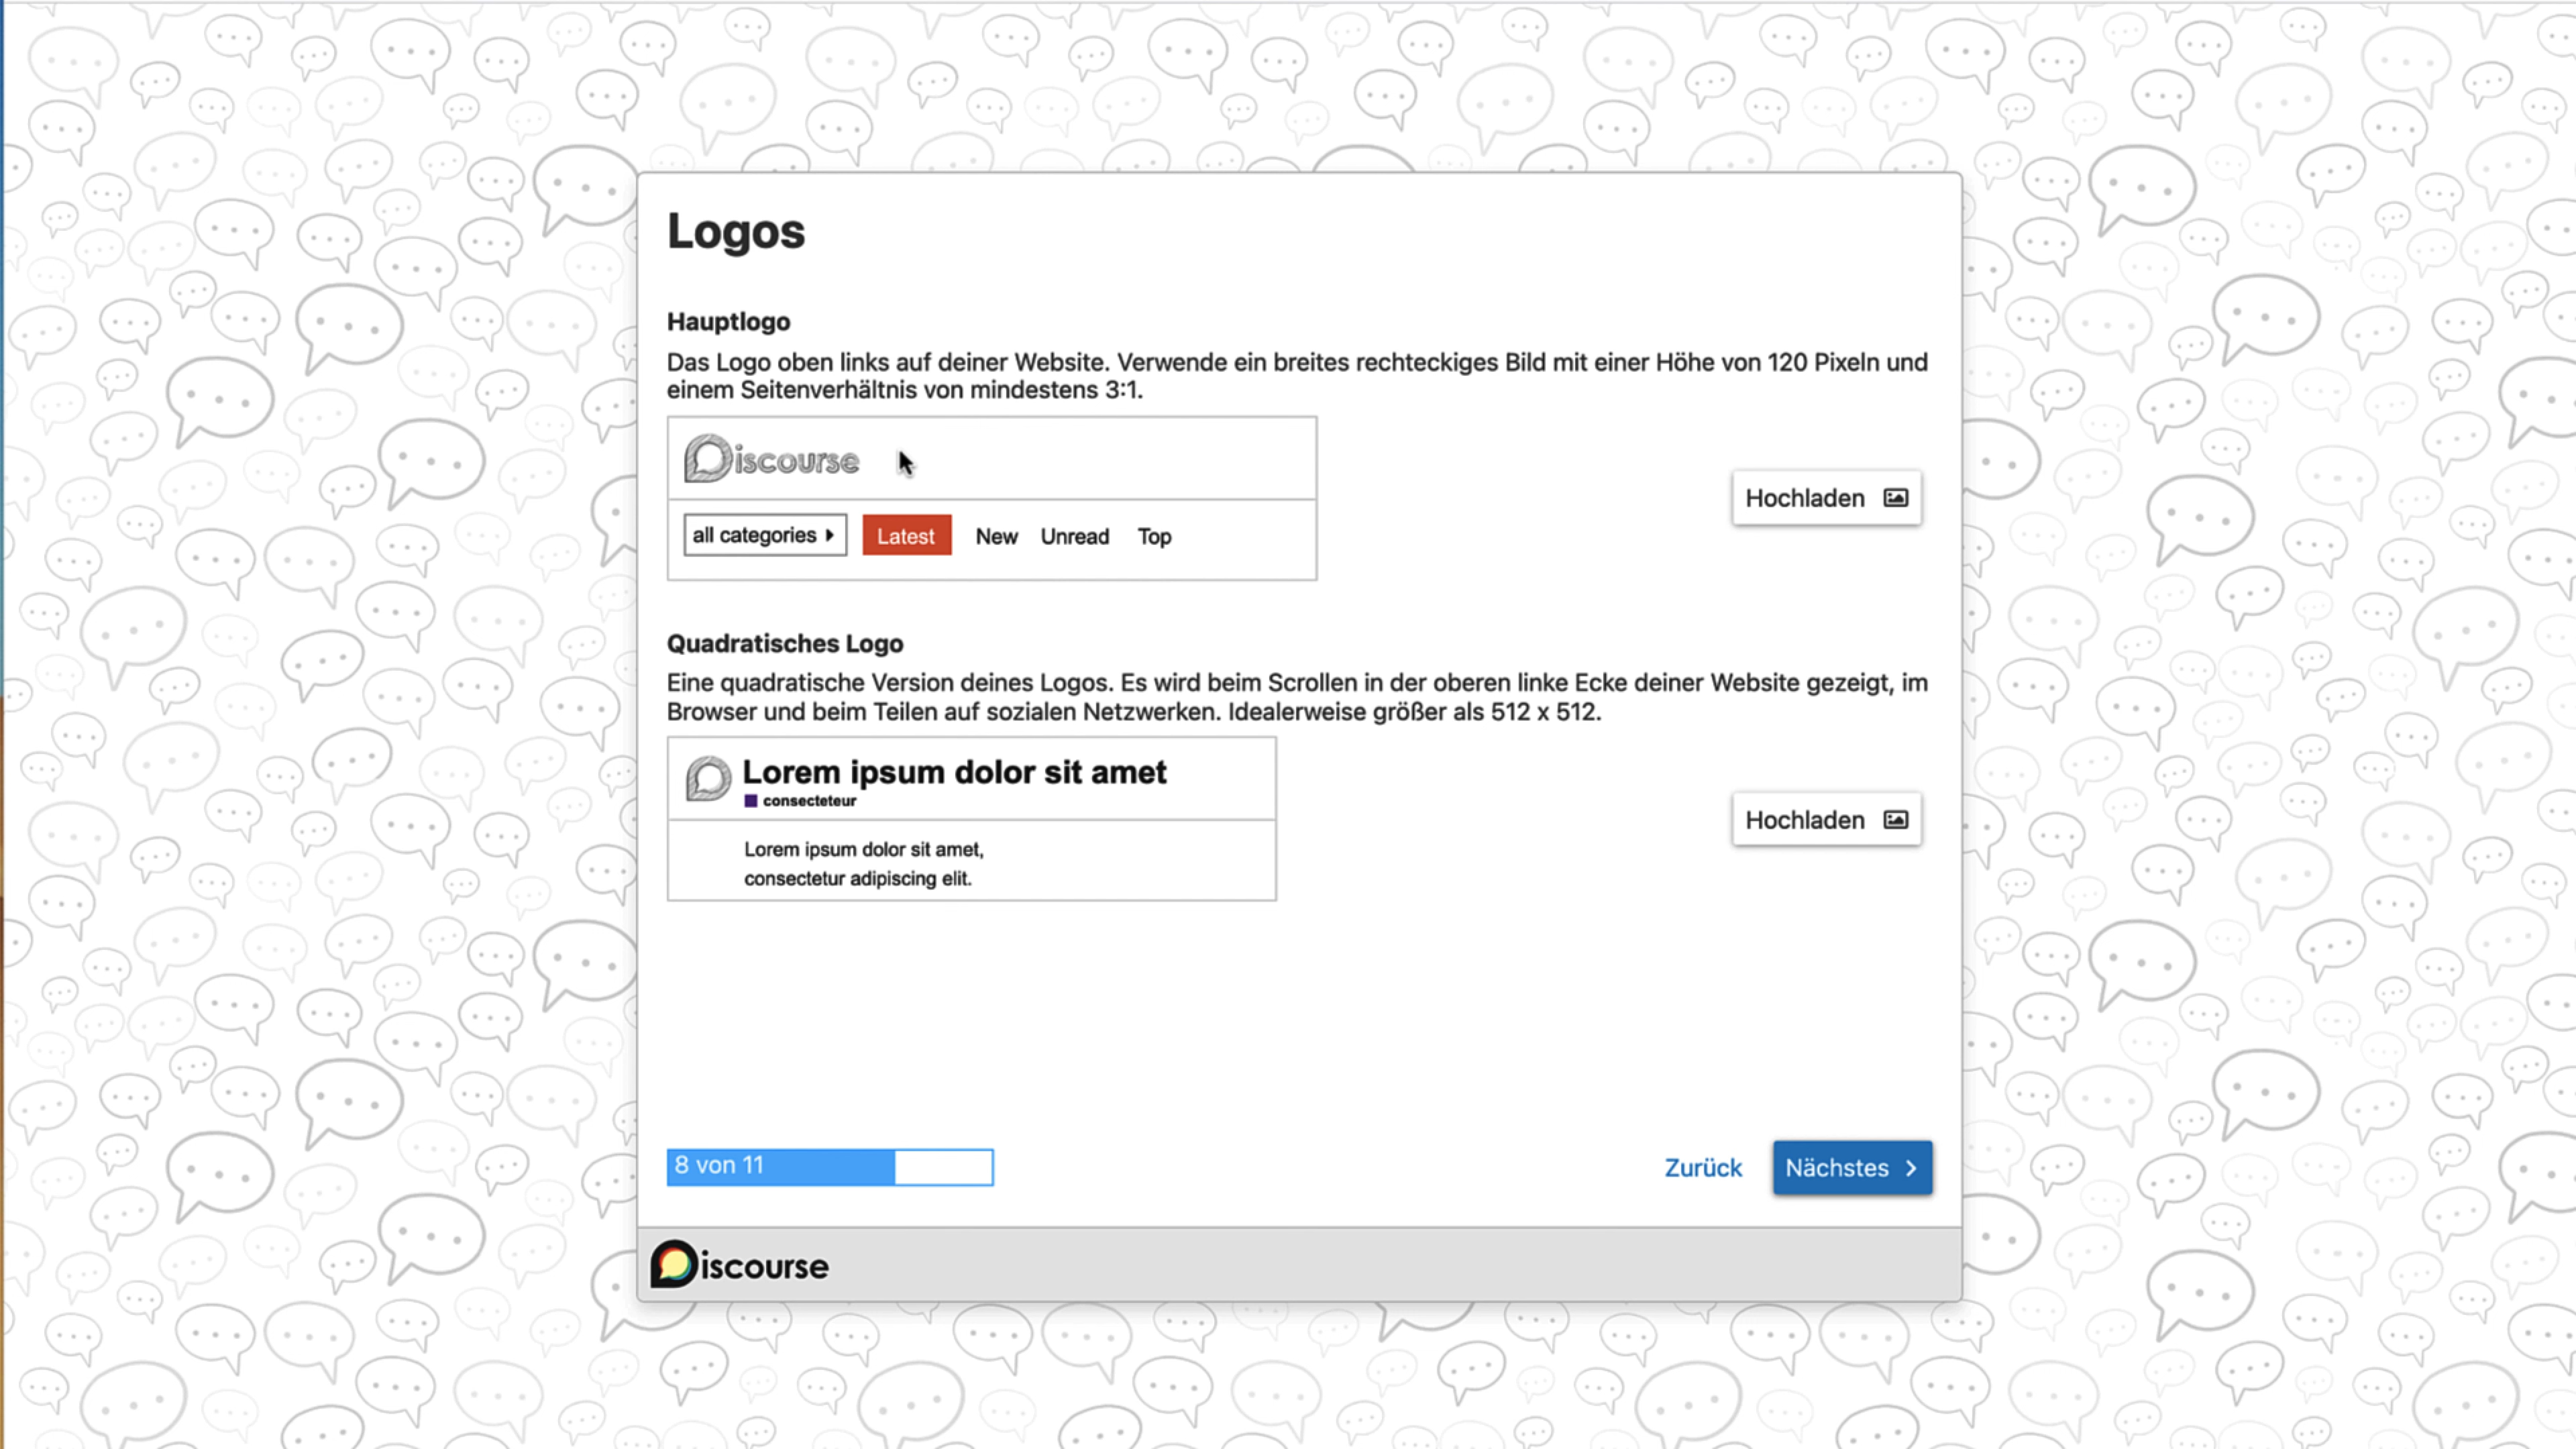 Logos
Hauptlogo
Das Logo oben links auf deiner Website. Verwende ein breites rechteckiges Bild mit einer Höhe von 120 Pixeln und
einem Seitenverhältnis von mindestens 3:1.
Discourse
all categories Latest New Unread Top
Hochladen
Quadratisches Logo
Eine quadratische Version deines Logos. Es wird beim Scrollen in der oberen linke Ecke deiner Website gezeigt, im
Browser und beim Teilen auf sozialen Netzwerken. Idealerweise größer als 512 x 512.
Lorem ipsum dolor sit amet
consecteteur
Lorem ipsum dolor sit amet,
consectetur adipiscing elit.
Hochladen
8 von 11
Zurück
Nächstes
Discourse